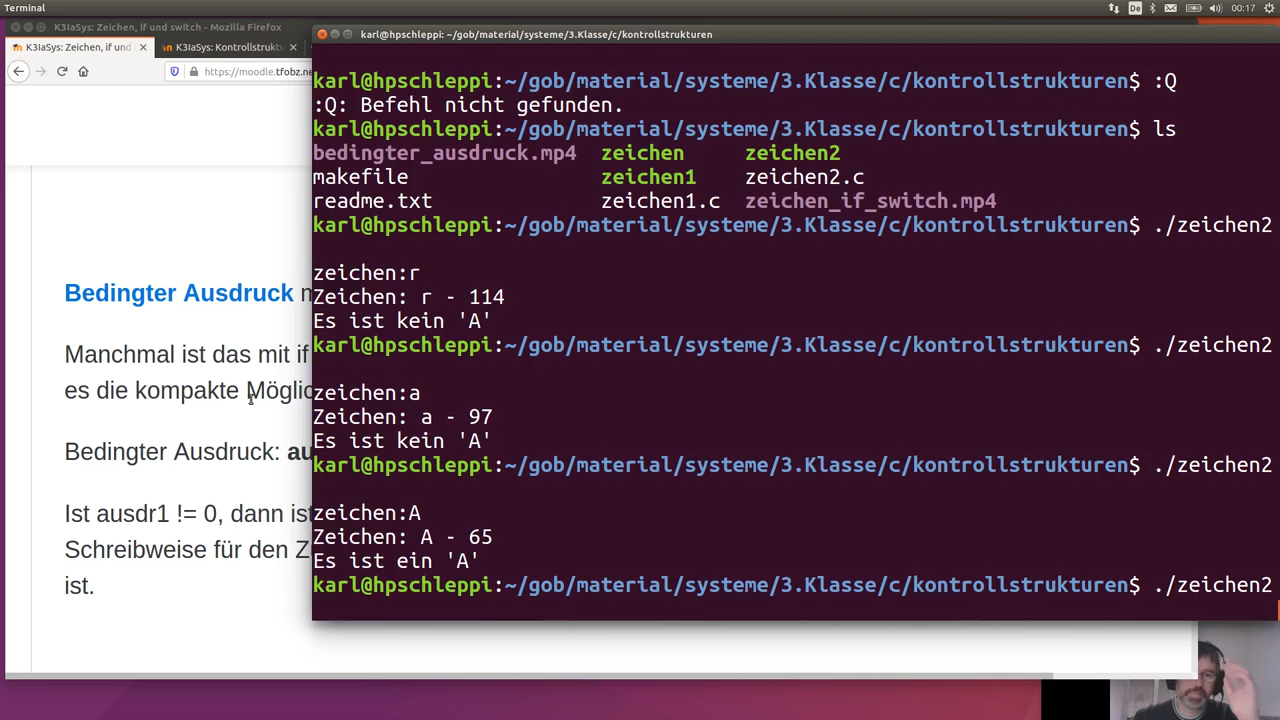 Terminal
De
00:17
K3IaSys: Zeichen, if und switch - Mozilla Firefox
K3IaSys: Zeichen, if und
K3IaSys: Kontrollstruktu
https://moodle.tfobz.ne
Bedingter Ausdruck
Manchmal ist das mit if
es die kompakte Möglic
Bedingter Ausdruck: au
Ist ausdr1 != 0, dann ist
Schreibweise für den Z
ist.
karl@hpschleppi: ~/gob/material/systeme/3.Klasse/c/kontrollstrukturen
karl@hpschleppi:~/gob/material/systeme/3.Klasse/c/kontrollstrukturen$ :Q
:Q: Befehl nicht gefunden.
karl@hpschleppi:~/gob/material/systeme/3.Klasse/c/kontrollstrukturen$ ls
bedingter_ausdruck.mp4 zeichen zeichen2
makefile zeichen1 zeichen2.c
readme.txt zeichen1.c zeichen_if_switch.mp4
karl@hpschleppi:~/gob/material/systeme/3.Klasse/c/kontrollstrukturen$ ./zeichen2
zeichen:r
Zeichen: r - 114
Es ist kein 'A'
karl@hpschleppi:~/gob/material/systeme/3.Klasse/c/kontrollstrukturen$ ./zeichen2
zeichen:a
Zeichen: a - 97
Es ist kein 'A'
karl@hpschleppi:~/gob/material/systeme/3.Klasse/c/kontrollstrukturen$ ./zeichen2
zeichen:A
Zeichen: A - 65
Es ist ein 'A'
karl@hpschleppi:~/gob/material/systeme/3.Klasse/c/kontrollstrukturen$ ./zeichen2